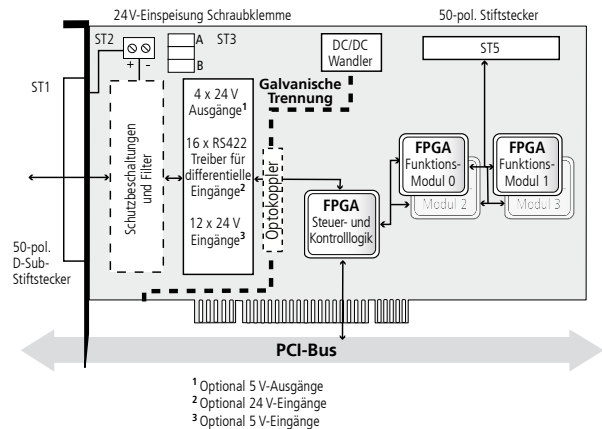 24V-Einspeisung Schraubklemme
50-pol. Stiftstecker
ST2
A
ST3
B
+ -
DC/DC
Wandler
ST5
ST1
Galvanische
Trennung
Schutzbeschaltungen
und Filter
4 x 24 V
Ausgänge1
16 x RS422
Treiber für
differentielle
Eingänge2
12 x 24 V
Eingänge3
Optokoppler
FPGA
Steuer- und
Kontrolllogik
FPGA
Funktions-
Modul 0
FPGA
Funktions-
Modul 1
Modul 2
Modul 3
50-pol.
D-Sub-
Stiftstecker
PCI-Bus
1 Optional 5 V-Ausgänge
2 Optional 24 V-Eingänge
3 Optional 5 V-Eingänge